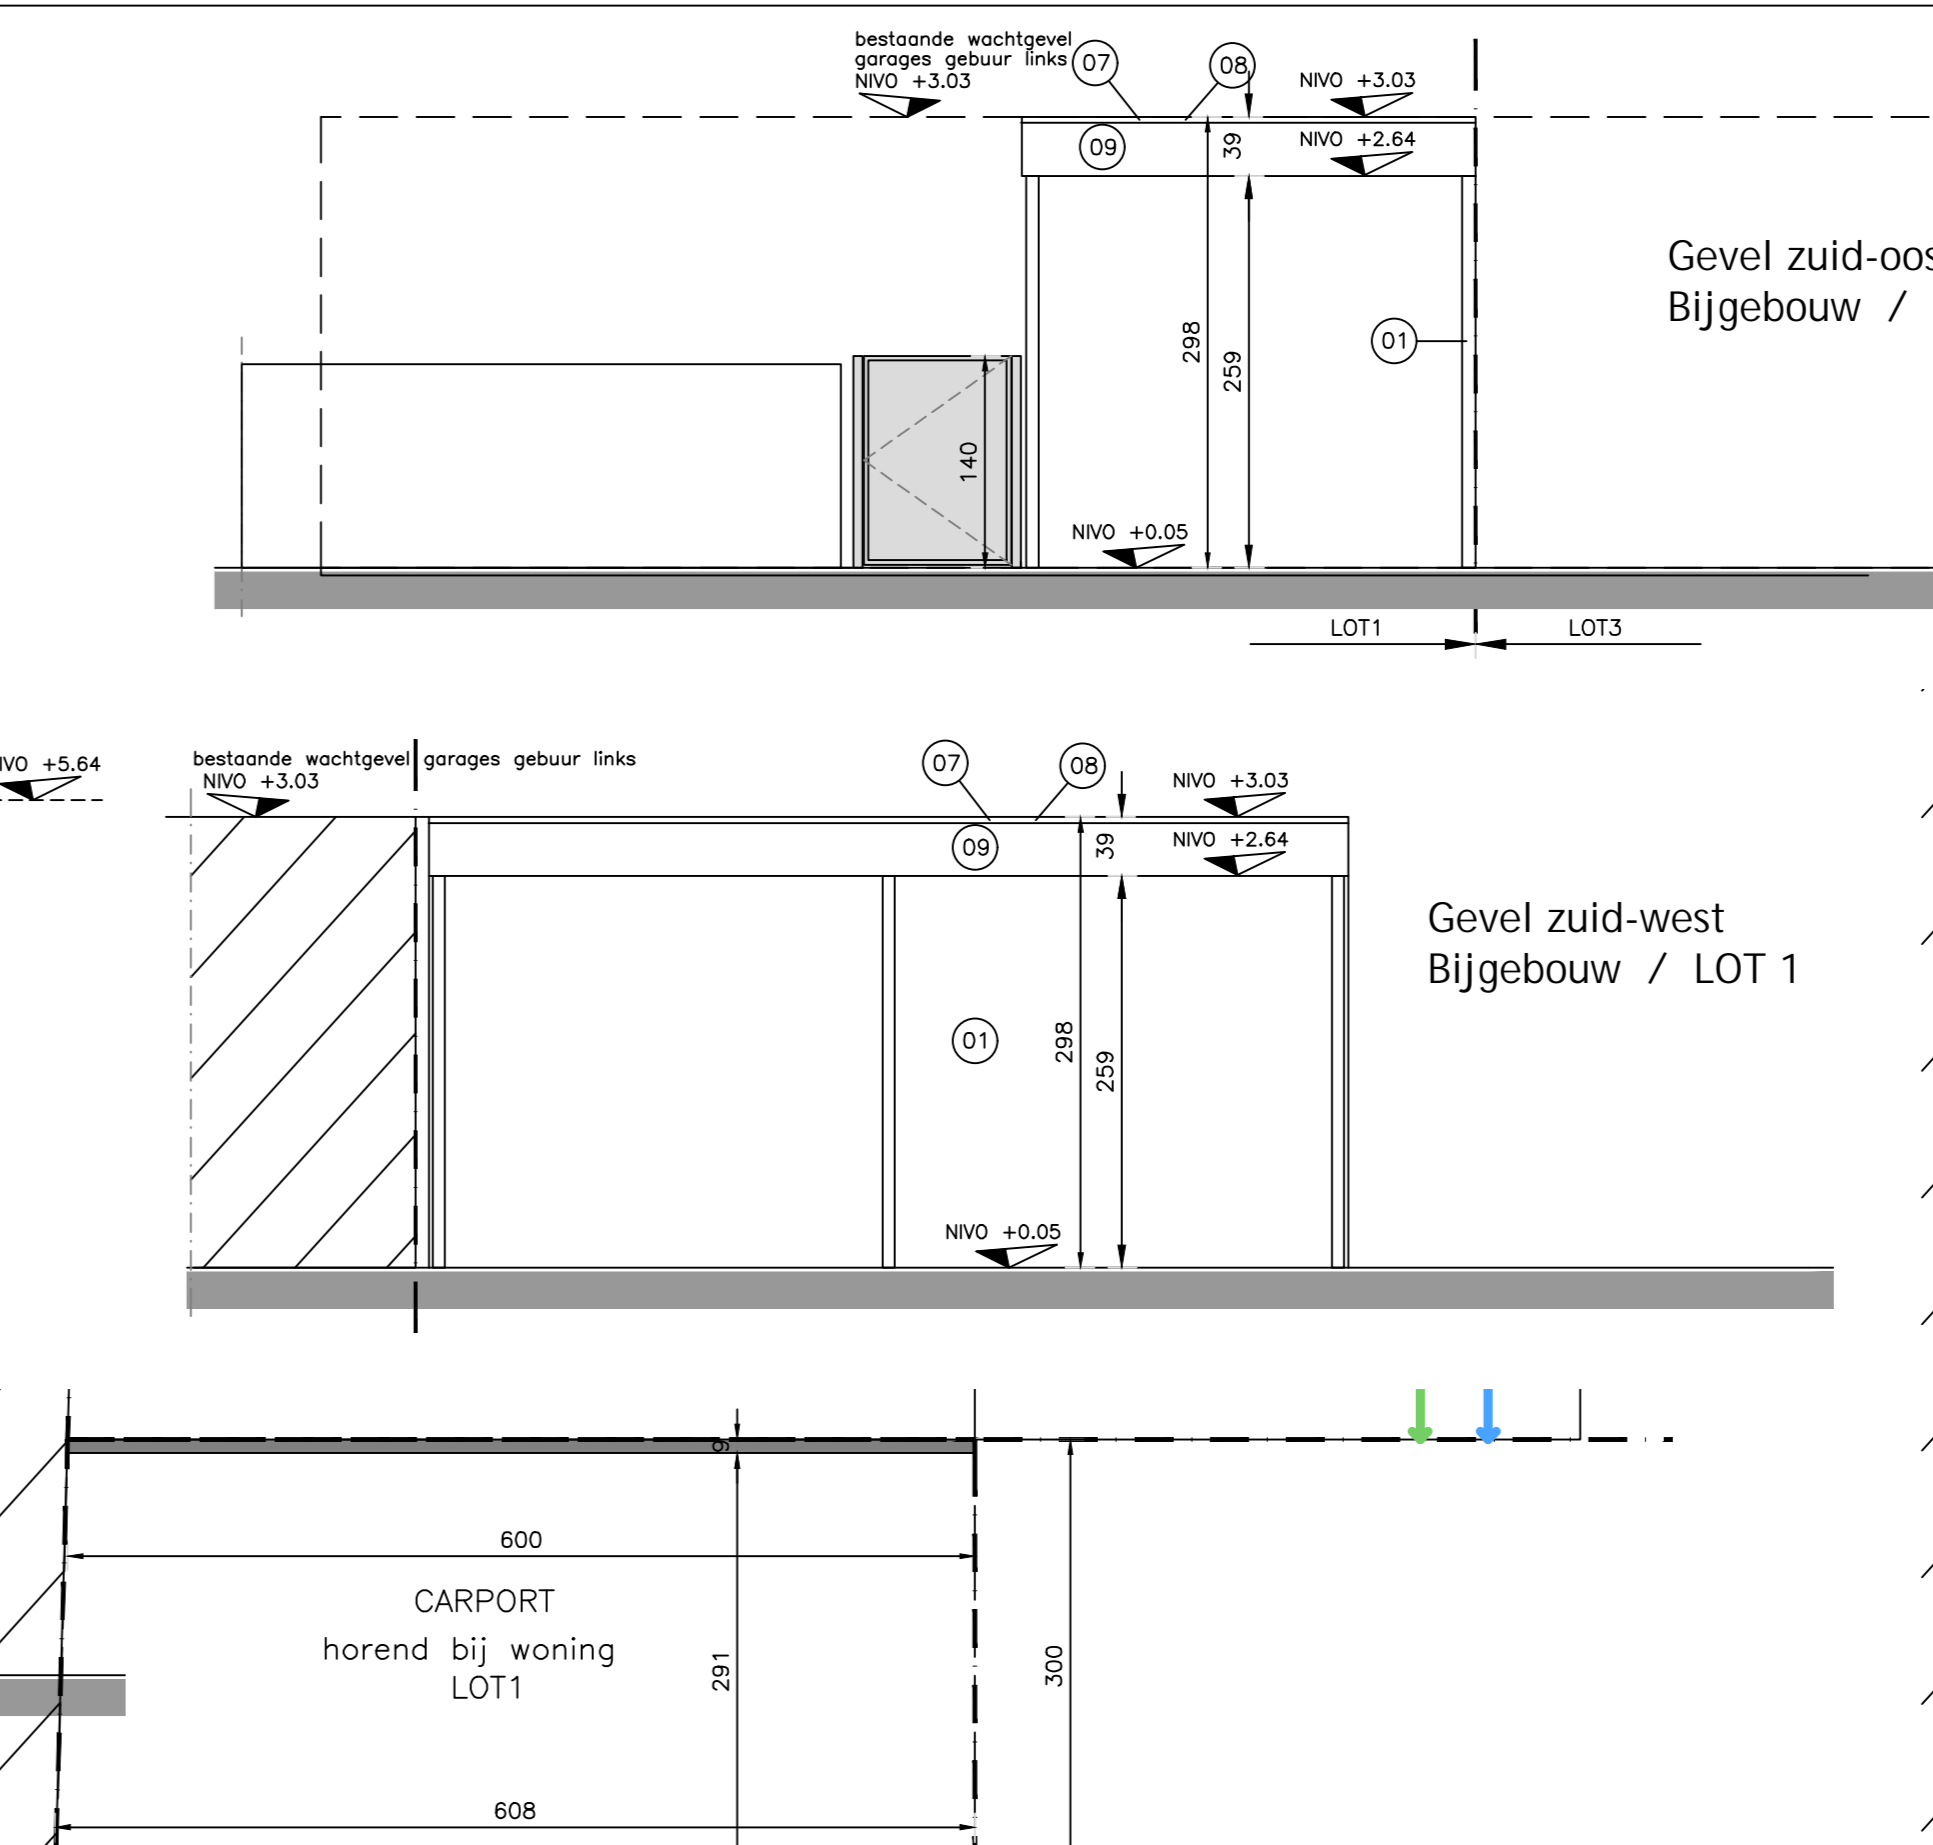 bestaande wachtgevel
garages gebuur links
NIVO +3.03
07
08
NIVO +3.03
39
09
NIVO +2.64
Gevel
Bijgebouw /
298
259
01
140
NIVO +0.05
LOT1
LOT3
+5.64
bestaande wachtgevel garages gebuur links
NIVO +3.03
07
08
NIVO +3.03
39
09
NIVO +2.64
Gevel zuid-west
Bijgebouw / LOT 1
01
298
259
NIVO +0.05
9
600
CARPORT
horend bij woning
LOT1
291
300
608